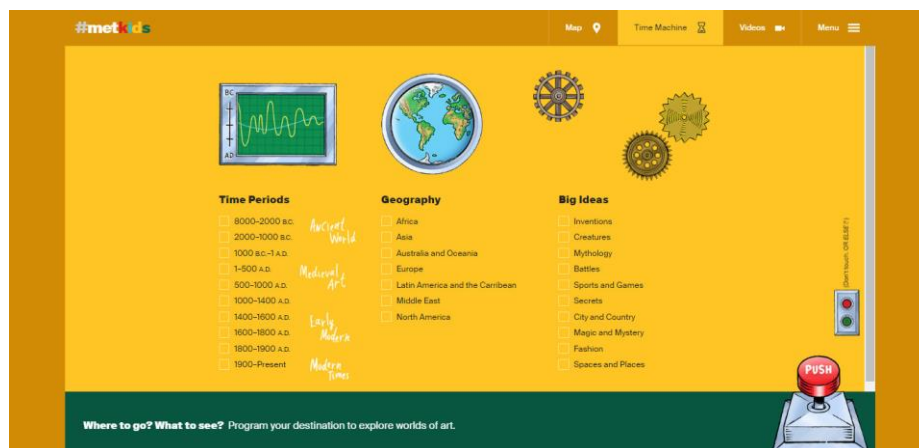 #metkids
Map
Time Machine
Videos
Menu
BC
AD
Time Periods
8000–2000 B.C.
2000–1000 B.C.
1000 B.C.–1 A.D.
1–500 A.D.
500–1000 A.D.
1000–1400 A.D.
1400–1600 A.D.
1600–1800 A.D.
1800–1900 A.D.
1900–Present
Ancient
World
Medieval
Art
Early
Modern
Modern
Times
Geography
Africa
Asia
Australia and Oceania
Europe
Latin America and the Carribean
Middle East
North America
Big Ideas
Inventions
Creatures
Mythology
Battles
Sports and Games
Secrets
City and Country
Magic and Mystery
Fashion
Spaces and Places
(Don't touch. OR ELSE!)
PUSH
Where to go? What to see? Program your destination to explore worlds of art.